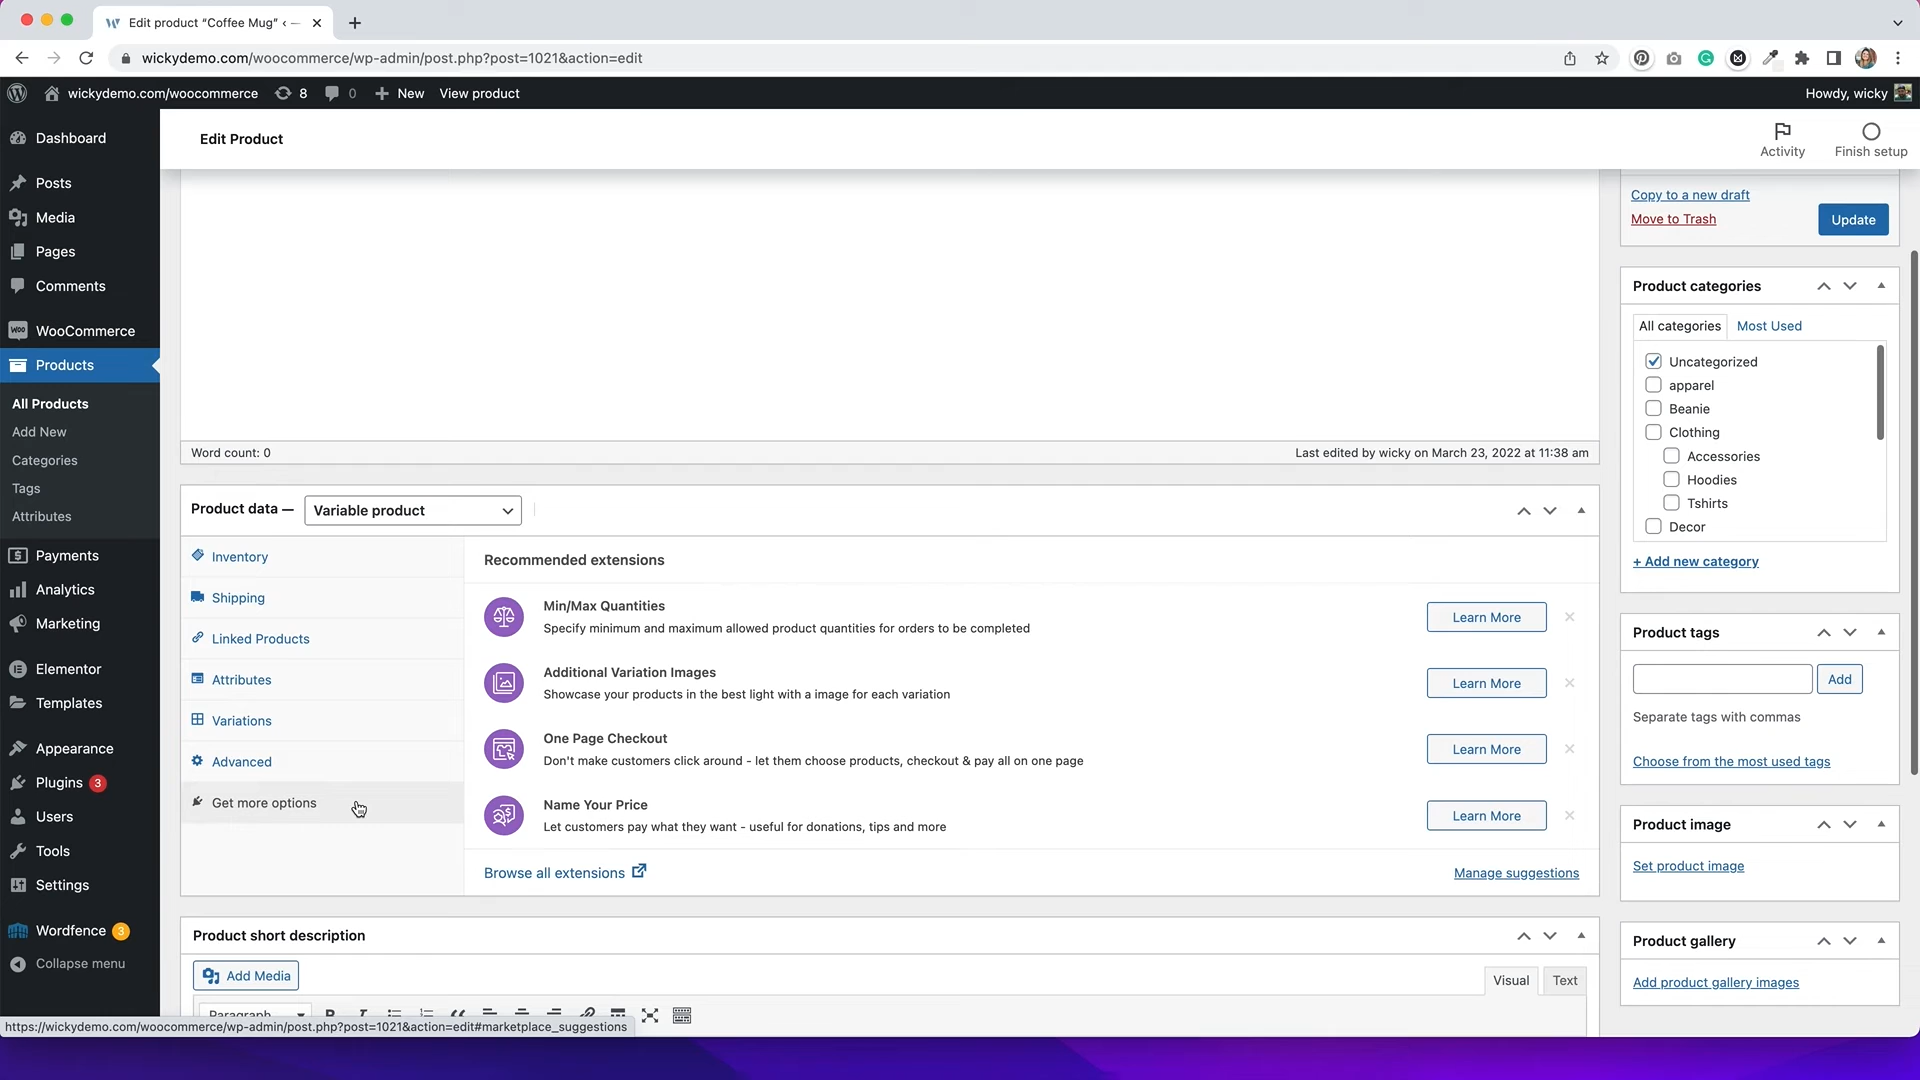 Edit product “Coffee Mug” ‹ —
wickydemo.com/woocommerce/wp-admin/post.php?post=1021&action=edit
wickydemo.com/woocommerce
8
0
New
View product
Howdy, wicky
Dashboard
Posts
Media
Pages
Comments
WooCommerce
Products
All Products
Add New
Categories
Tags
Attributes
Payments
Analytics
Marketing
Elementor
Templates
Appearance
Plugins 3
Users
Tools
Settings
Wordfence 3
Collapse menu
Edit Product
Activity
Finish setup
Word count: 0
Last edited by wicky on March 23, 2022 at 11:38 am
Product data —
Variable product
Inventory
Shipping
Linked Products
Attributes
Variations
Advanced
Get more options
Recommended extensions
Min/Max Quantities
Specify minimum and maximum allowed product quantities for orders to be completed
Learn More
Additional Variation Images
Showcase your products in the best light with a image for each variation
Learn More
One Page Checkout
Don't make customers click around - let them choose products, checkout & pay all on one page
Learn More
Name Your Price
Let customers pay what they want - useful for donations, tips and more
Learn More
Browse all extensions
Manage suggestions
Product short description
Add Media
Visual
Text
Paragraph
https://wickydemo.com/woocommerce/wp-admin/post.php?post=1021&action=edit#marketplace_suggestions
Copy to a new draft
Move to Trash
Update
Product categories
All categories
Most Used
Uncategorized
apparel
Beanie
Clothing
Accessories
Hoodies
Tshirts
Decor
+ Add new category
Product tags
Add
Separate tags with commas
Choose from the most used tags
Product image
Set product image
Product gallery
Add product gallery images